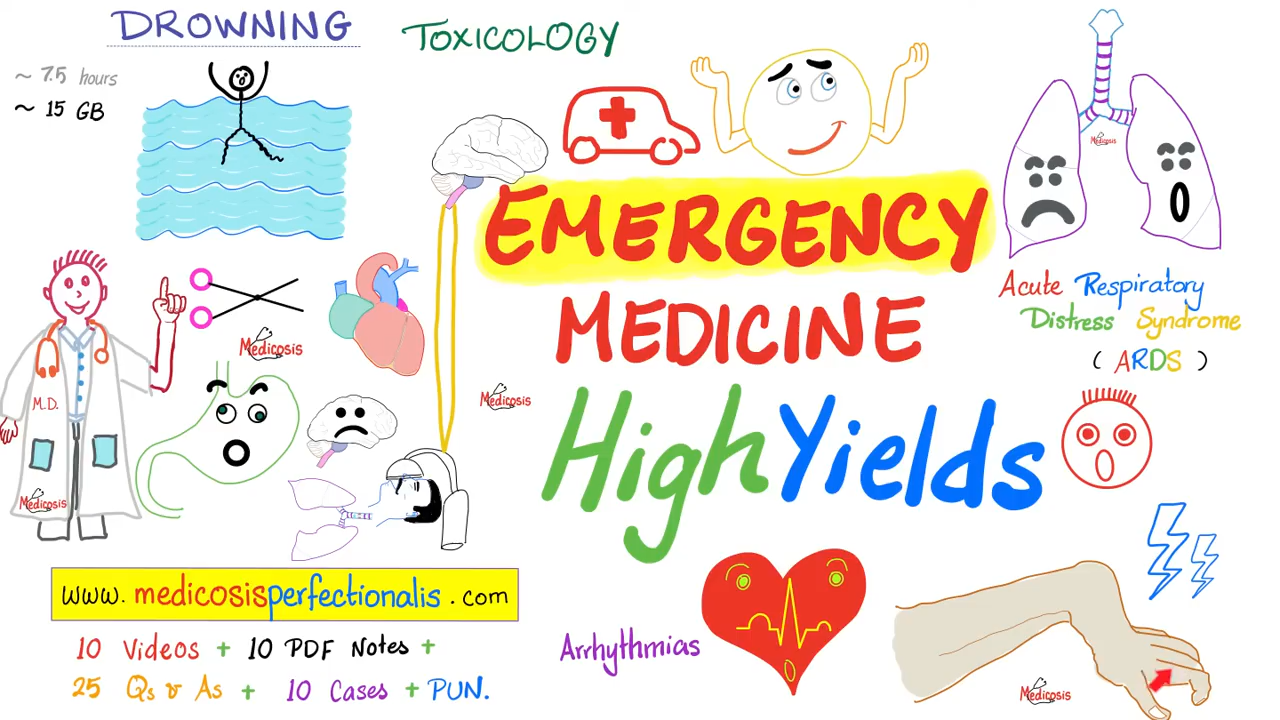 DROWNING
TOXICOLOGY
~ 7.5 hours
~ 15 GB
EMERGENCY
MEDICINE
High Yields
Medicosis
Acute Respiratory
Distress Syndrome
( ARDS )
Medicosis
Medicosis
M.D.
Medicosis
www.medicosisperfectionalis.com
10 Videos + 10 PDF Notes +
25 Qs & As + 10 Cases + PUN.
Arrhythmias
Medicosis